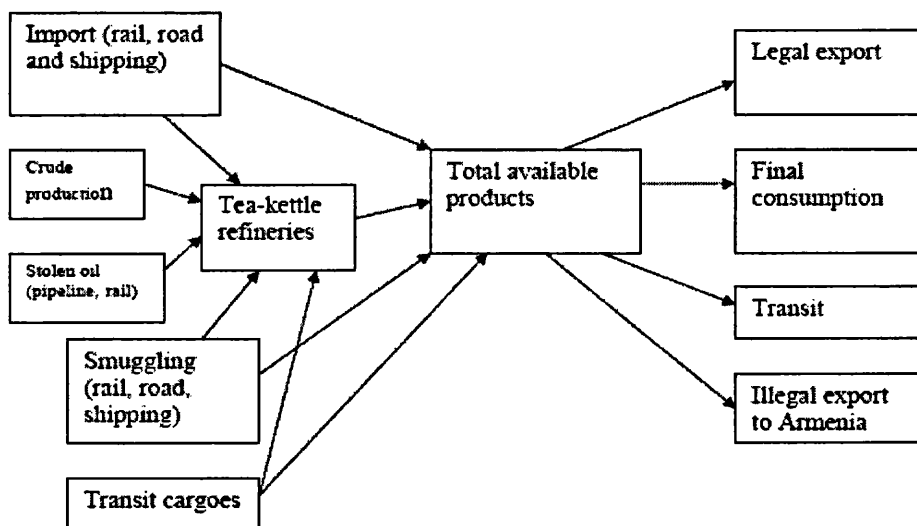 Import (rail, road
and shipping)
Crude
production
Stolen oil
(pipeline, rail)
Smuggling
(rail, road,
shipping)
Transit cargoes
Tea-kettle
refineries
Total available
products
Legal export
Final
consumption
Transit
Illegal export
to Armenia